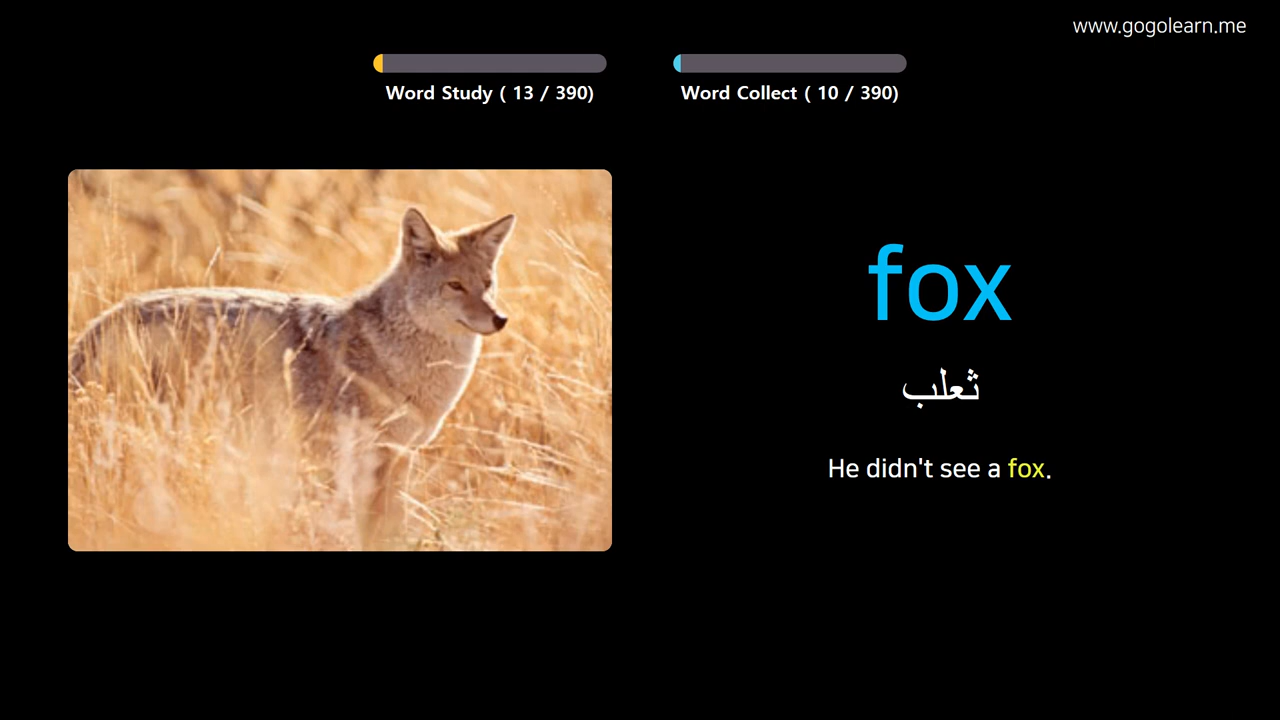 www.gogolearn.me
Word Study ( 13 / 390)
Word Collect ( 10 / 390)
fox
ثعلب
He didn't see a fox.